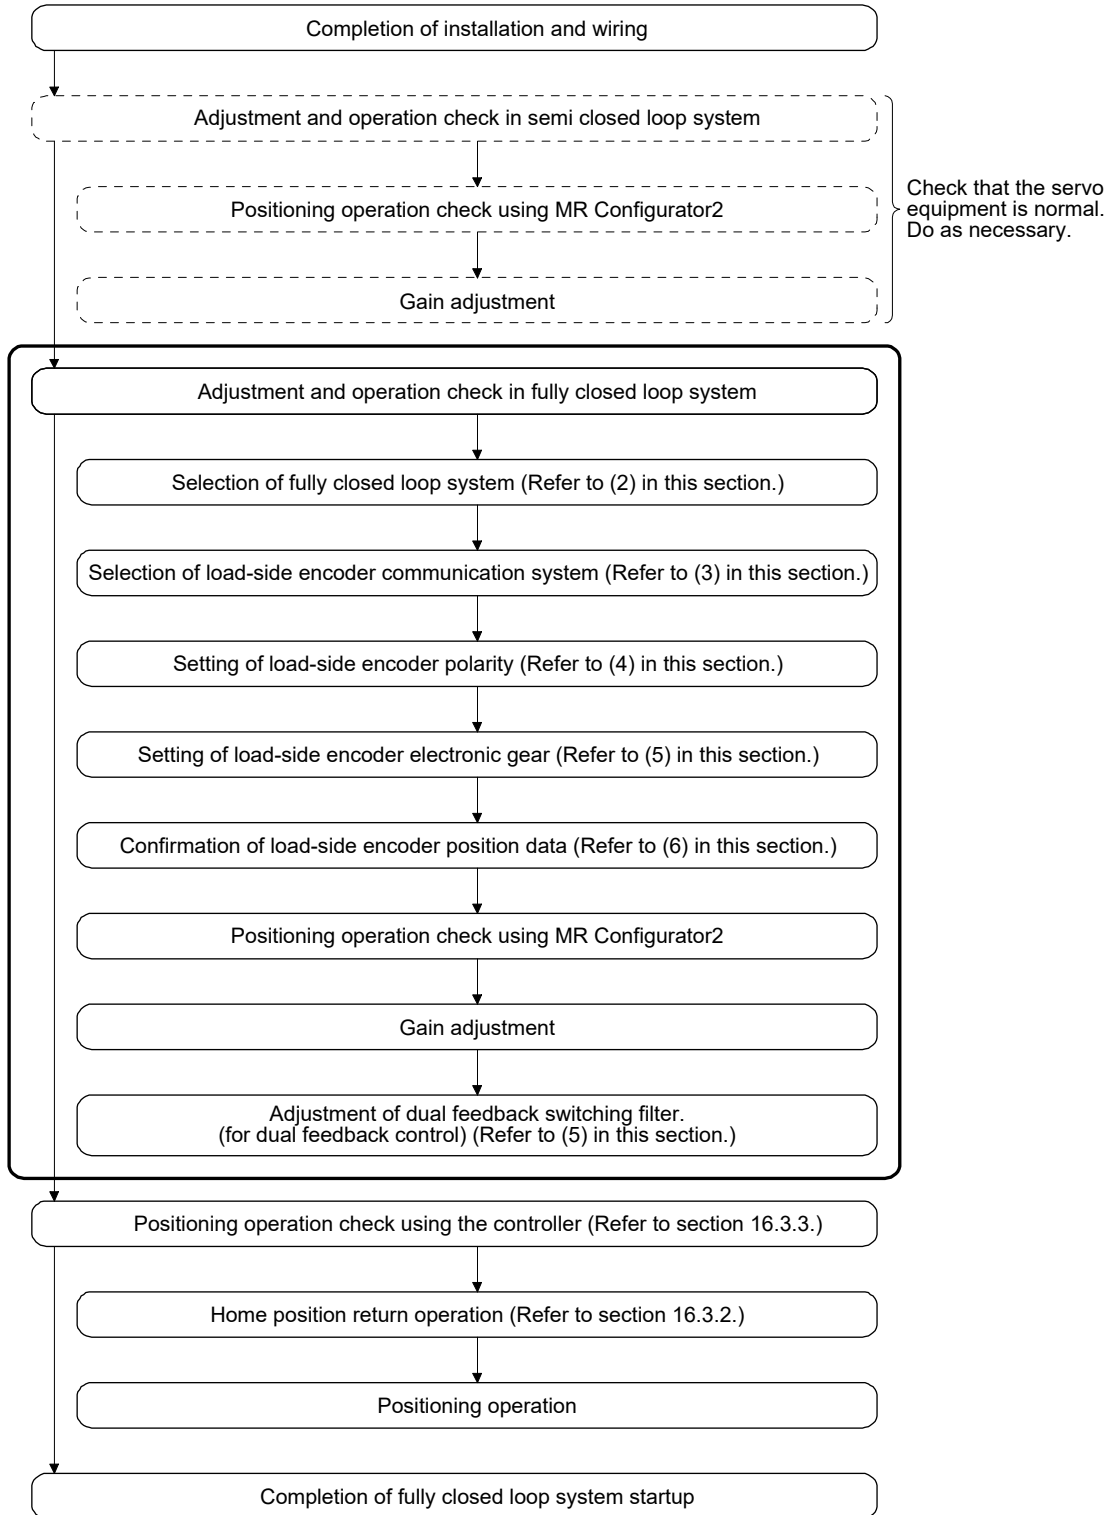 Completion of installation and wiring
Adjustment and operation check in semi closed loop system
Positioning operation check using MR Configurator2
Gain adjustment
Check that the servo
equipment is normal.
Do as necessary.
Adjustment and operation check in fully closed loop system
Selection of fully closed loop system (Refer to (2) in this section.)
Selection of load-side encoder communication system (Refer to (3) in this section.)
Setting of load-side encoder polarity (Refer to (4) in this section.)
Setting of load-side encoder electronic gear (Refer to (5) in this section.)
Confirmation of load-side encoder position data (Refer to (6) in this section.)
Positioning operation check using MR Configurator2
Gain adjustment
Adjustment of dual feedback switching filter.
(for dual feedback control) (Refer to (5) in this section.)
Positioning operation check using the controller (Refer to section 16.3.3.)
Home position return operation (Refer to section 16.3.2.)
Positioning operation
Completion of fully closed loop system startup